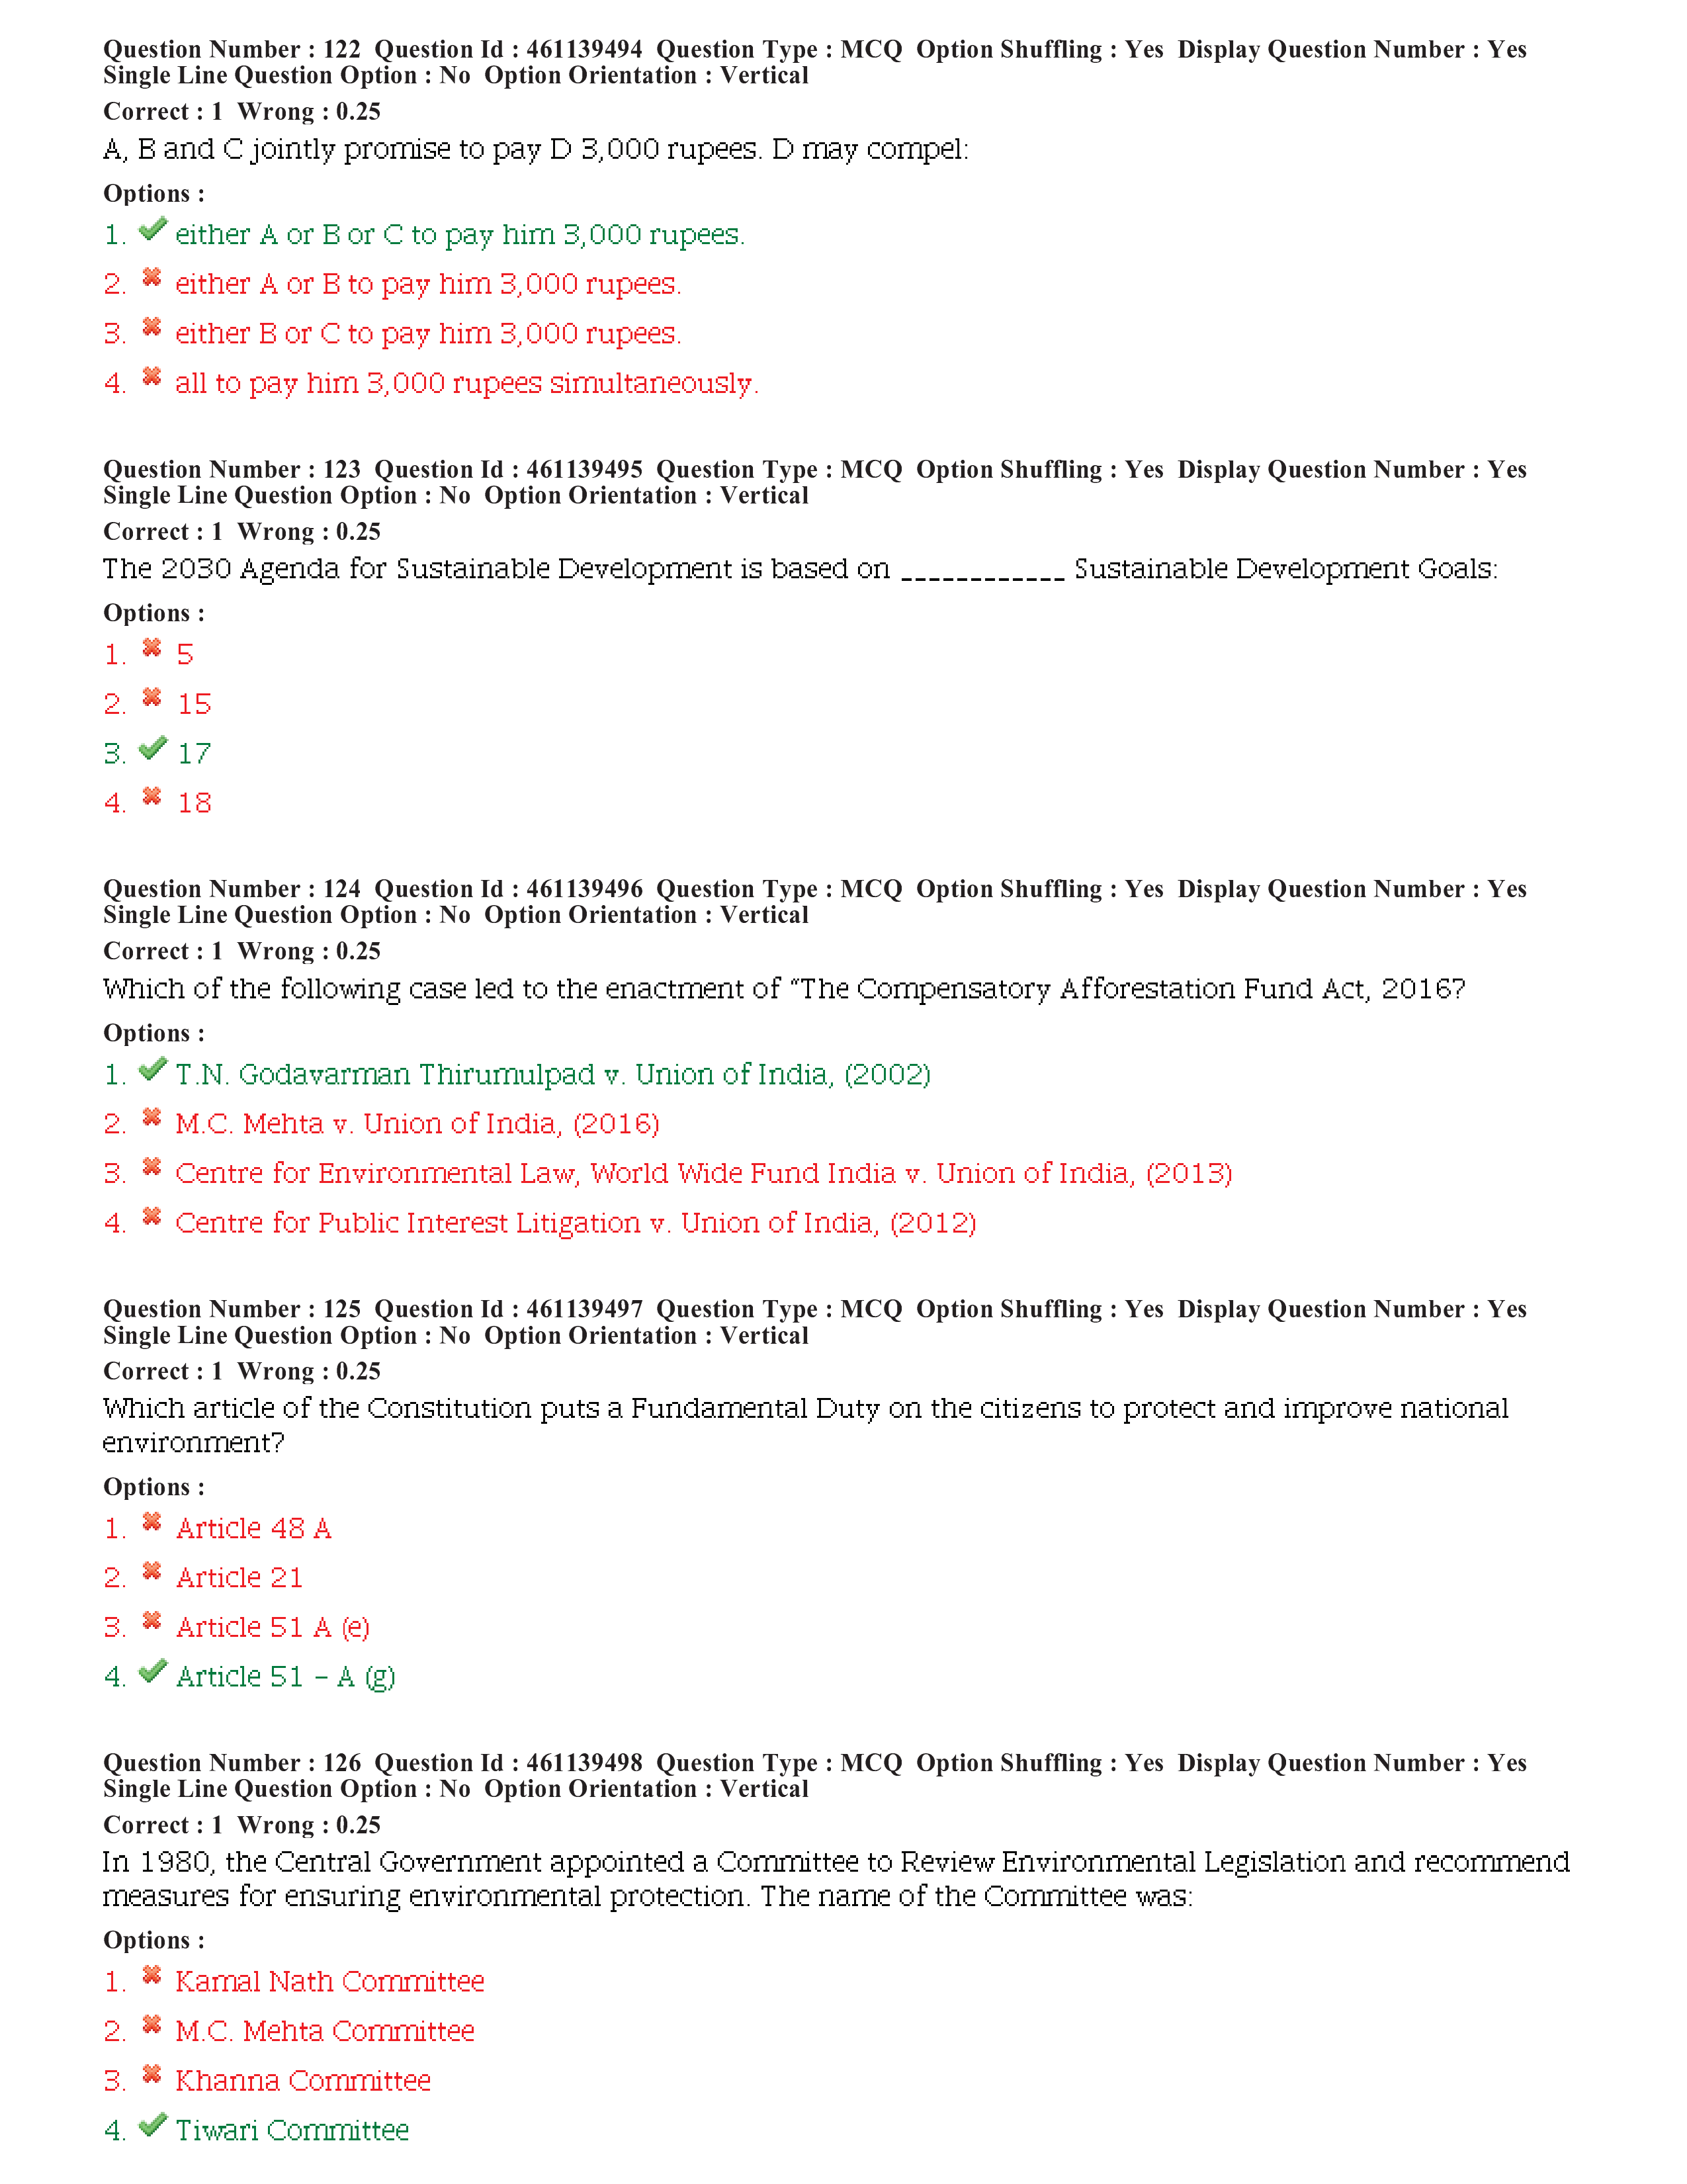 Question Number : 122 Question Id : 461139494 Question Type : MCQ Option Shuffling : Yes Display Question Number : Yes
Single Line Question Option : No Option Orientation : Vertical
Correct : 1 Wrong : 0.25
A, B and C jointly promise to pay D 3,000 rupees. D may compel:
Options :
1. either A or B or C to pay him 3,000 rupees.
2. either A or B to pay him 3,000 rupees.
3. either B or C to pay him 3,000 rupees.
4. all to pay him 3,000 rupees simultaneously.
Question Number : 123 Question Id : 461139495 Question Type : MCQ Option Shuffling : Yes Display Question Number : Yes
Single Line Question Option : No Option Orientation : Vertical
Correct : 1 Wrong : 0.25
The 2030 Agenda for Sustainable Development is based on ____________ Sustainable Development Goals:
Options :
1. 5
2. 15
3. 17
4. 18
Question Number : 124 Question Id : 461139496 Question Type : MCQ Option Shuffling : Yes Display Question Number : Yes
Single Line Question Option : No Option Orientation : Vertical
Correct : 1 Wrong : 0.25
Which of the following case led to the enactment of “The Compensatory Afforestation Fund Act, 2016?
Options :
1. T.N. Godavarman Thirumulpad v. Union of India, (2002)
2. M.C. Mehta v. Union of India, (2016)
3. Centre for Environmental Law, World Wide Fund India v. Union of India, (2013)
4. Centre for Public Interest Litigation v. Union of India, (2012)
Question Number : 125 Question Id : 461139497 Question Type : MCQ Option Shuffling : Yes Display Question Number : Yes
Single Line Question Option : No Option Orientation : Vertical
Correct : 1 Wrong : 0.25
Which article of the Constitution puts a Fundamental Duty on the citizens to protect and improve national
environment?
Options :
1. Article 48 A
2. Article 21
3. Article 51 A (e)
4. Article 51 – A (g)
Question Number : 126 Question Id : 461139498 Question Type : MCQ Option Shuffling : Yes Display Question Number : Yes
Single Line Question Option : No Option Orientation : Vertical
Correct : 1 Wrong : 0.25
In 1980, the Central Government appointed a Committee to Review Environmental Legislation and recommend
measures for ensuring environmental protection. The name of the Committee was:
Options :
1. Kamal Nath Committee
2. M.C. Mehta Committee
3. Khanna Committee
4. Tiwari Committee